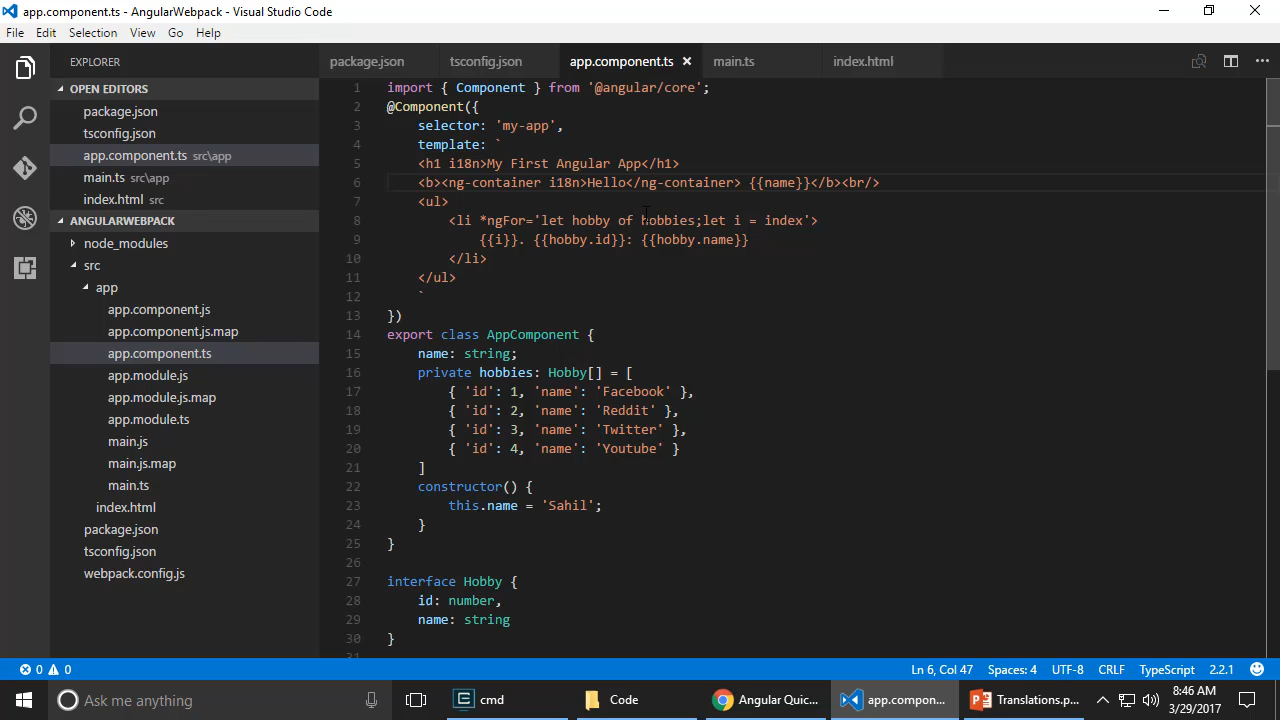 app.component.ts - AngularWebpack - Visual Studio Code
File Edit Selection View Go Help
EXPLORER
OPEN EDITORS
package.json
tsconfig.json
app.component.ts src\app
main.ts src\app
index.html src
ANGULARWEBPACK
node_modules
src
app
app.component.js
app.component.js.map
app.component.ts
app.module.js
app.module.js.map
app.module.ts
main.js
main.js.map
main.ts
index.html
package.json
tsconfig.json
webpack.config.js
package.json tsconfig.json app.component.ts main.ts index.html
1 import { Component } from '@angular/core';
2 @Component({
3 selector: 'my-app',
4 template: `
5 <h1 i18n>My First Angular App</h1>
6 <b><ng-container i18n>Hello</ng-container> {{name}}</b><br/>
7 <ul>
8 <li *ngFor='let hobby of hobbies;let i = index'>
9 {{i}}. {{hobby.id}}: {{hobby.name}}
10 </li>
11 </ul>
12 `
13 })
14 export class AppComponent {
15 name: string;
16 private hobbies: Hobby[] = [
17 { 'id': 1, 'name': 'Facebook' },
18 { 'id': 2, 'name': 'Reddit' },
19 { 'id': 3, 'name': 'Twitter' },
20 { 'id': 4, 'name': 'Youtube' }
21 ]
22 constructor() {
23 this.name = 'Sahil';
24 }
25 }
26
27 interface Hobby {
28 id: number,
29 name: string
30 }
31
0 0 Ln 6, Col 47 Spaces: 4 UTF-8 CRLF TypeScript 2.2.1
Ask me anything cmd Code Angular Quic... app.compon... Translations.p... 8:46 AM
3/29/2017